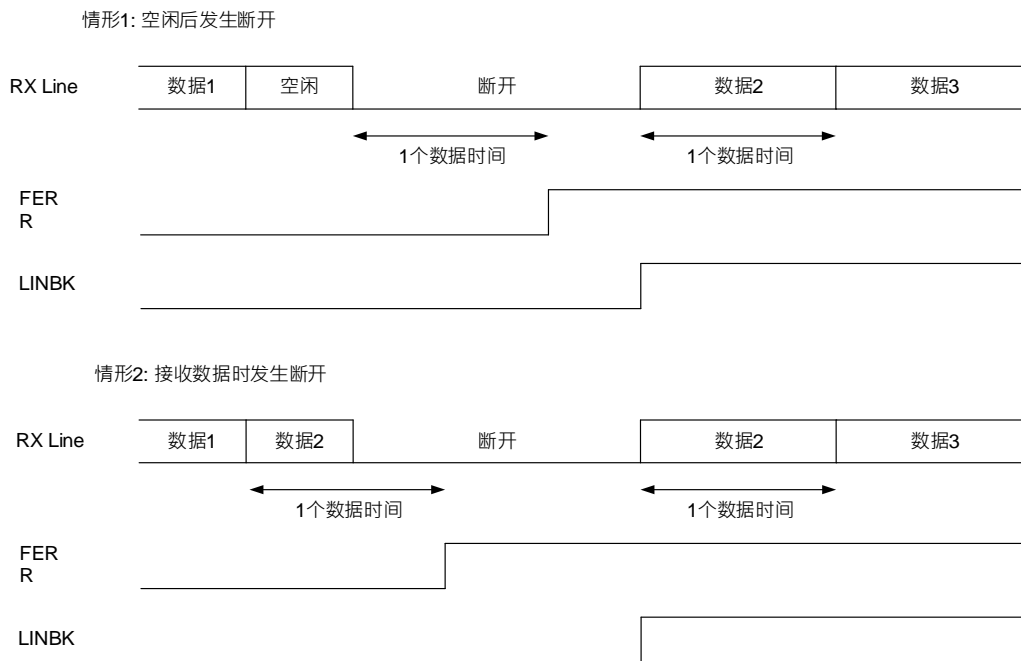 情形1: 空闲后发生断开
RX Line 数据1 空闲 断开 数据2 数据3
1个数据时间 1个数据时间
FER
R
LINBK
情形2: 接收数据时发生断开
RX Line 数据1 数据2 断开 数据2 数据3
1个数据时间 1个数据时间
FER
R
LINBK